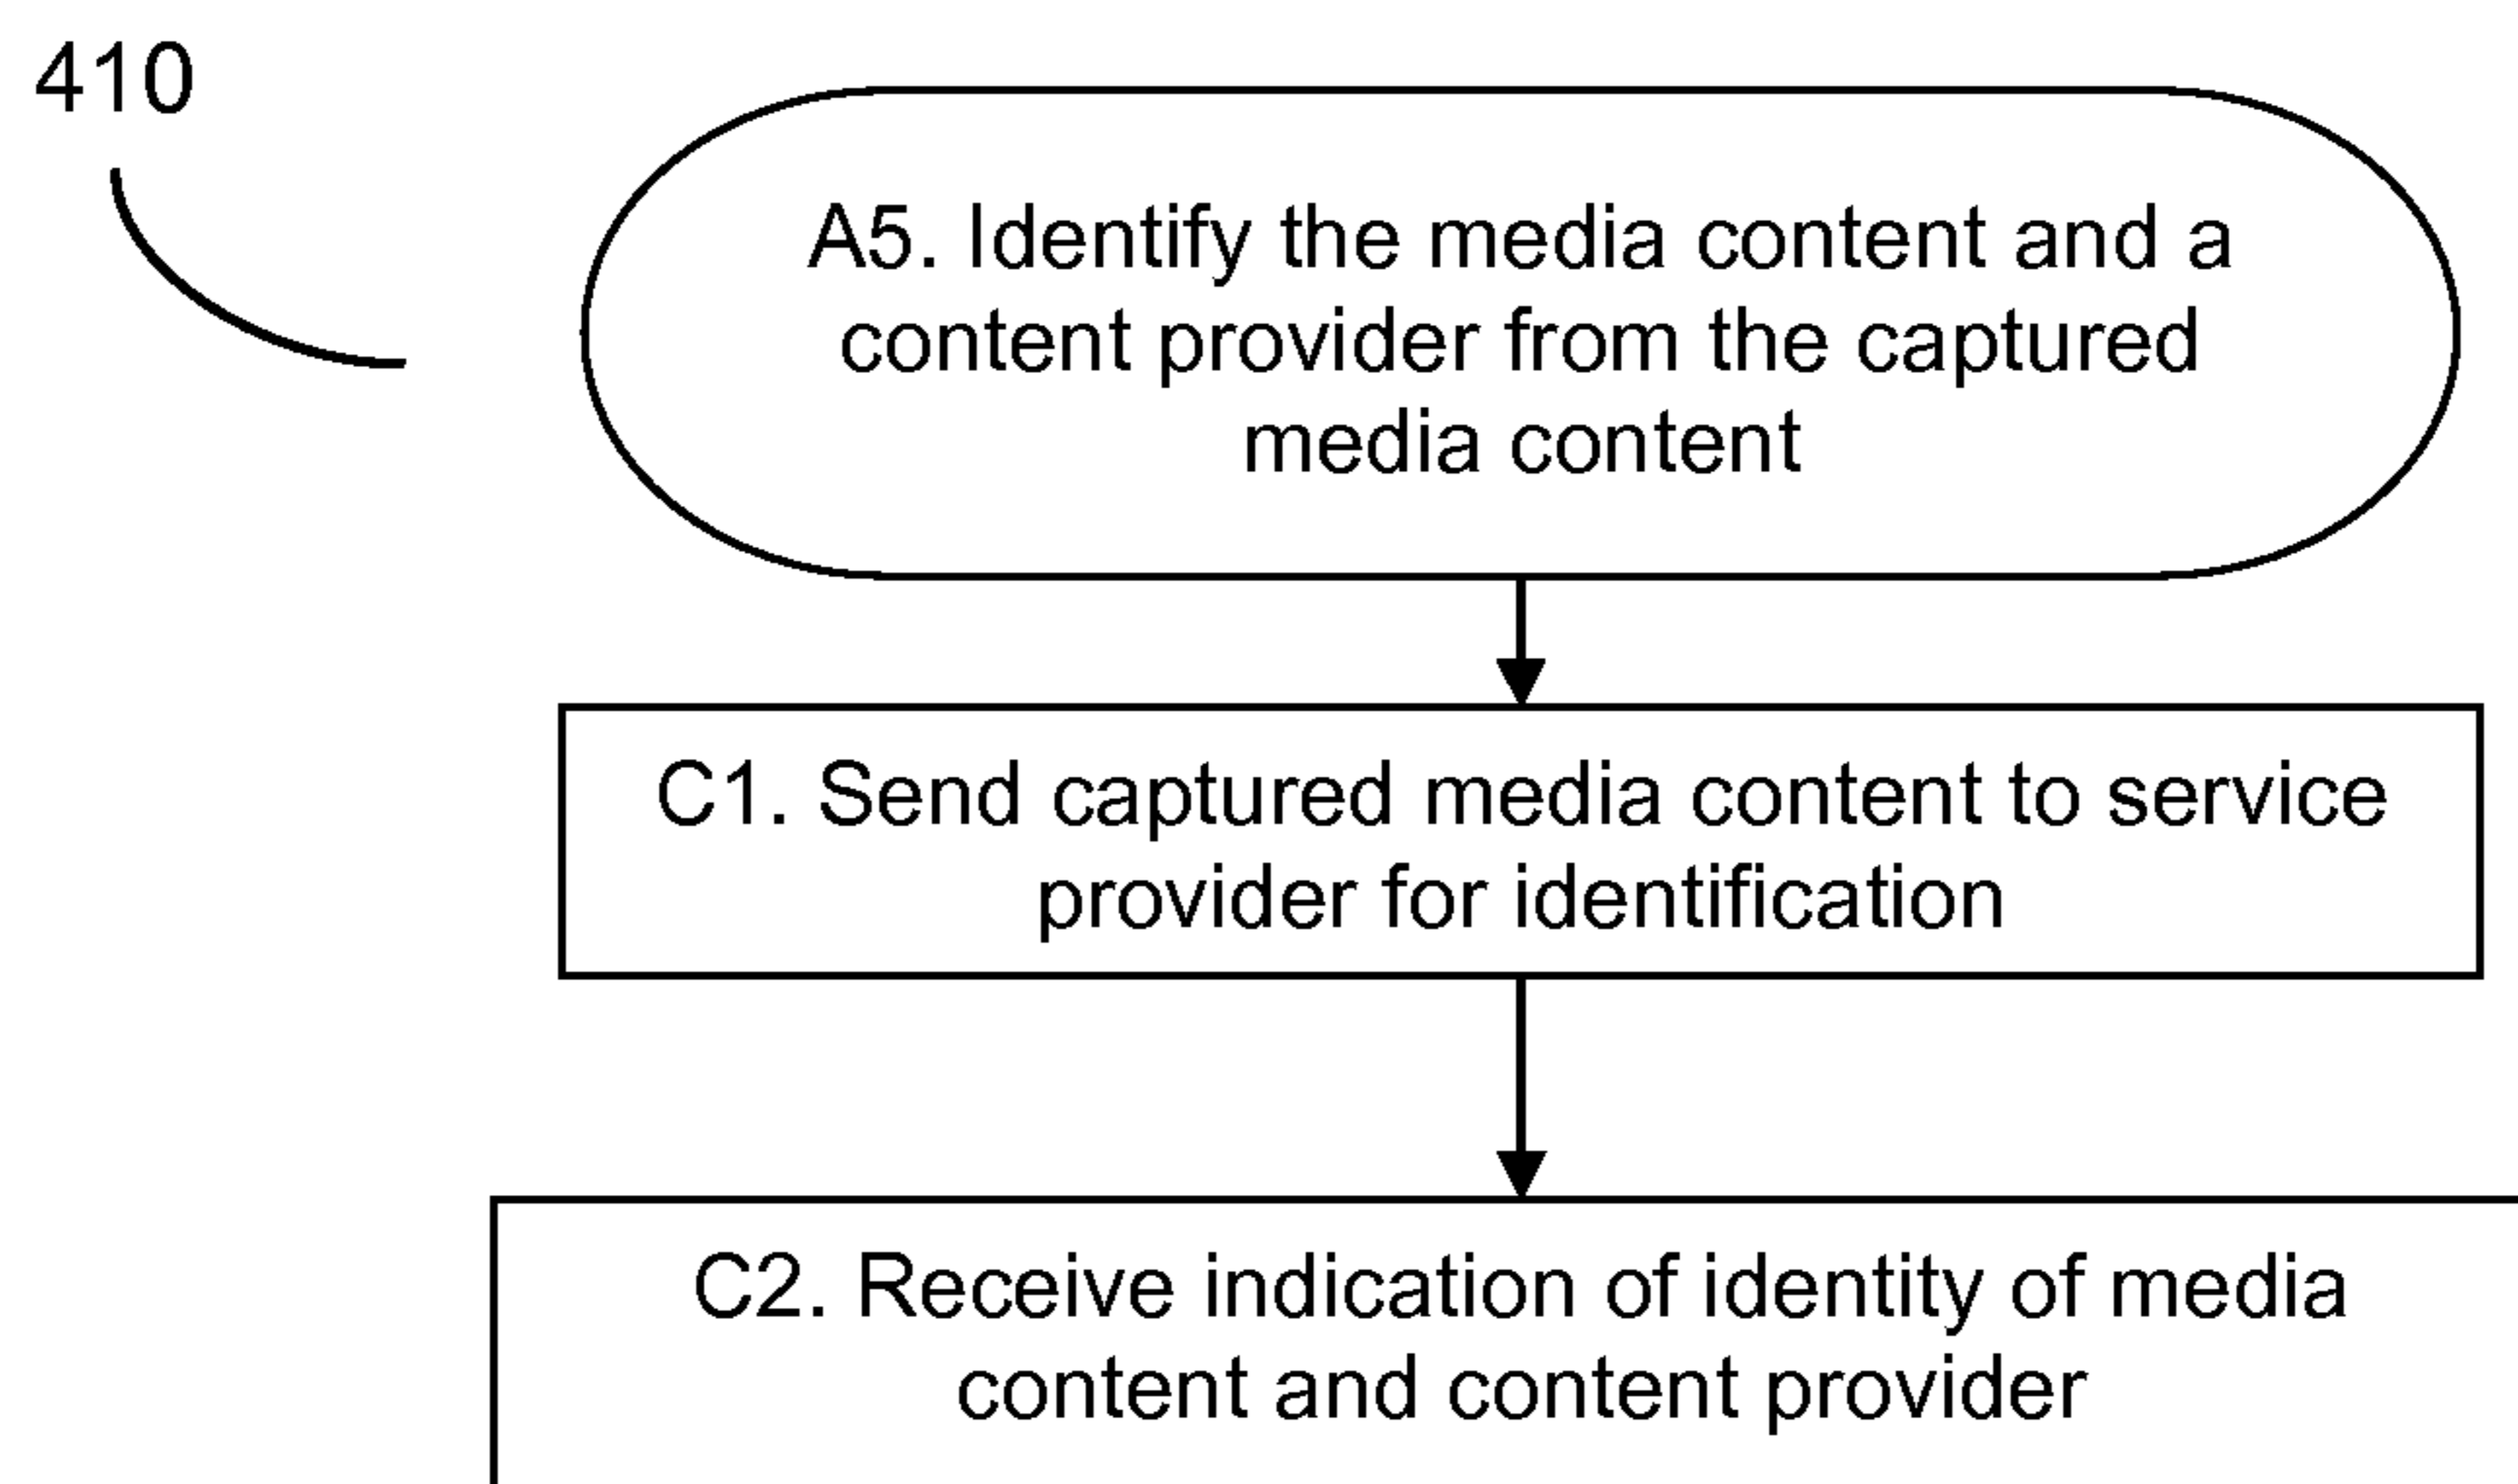 410
A5. Identify the media content and a
content provider from the captured
media content
C1. Send captured media content to service
provider for identification
C2. Receive indication of identity of media
content and content provider